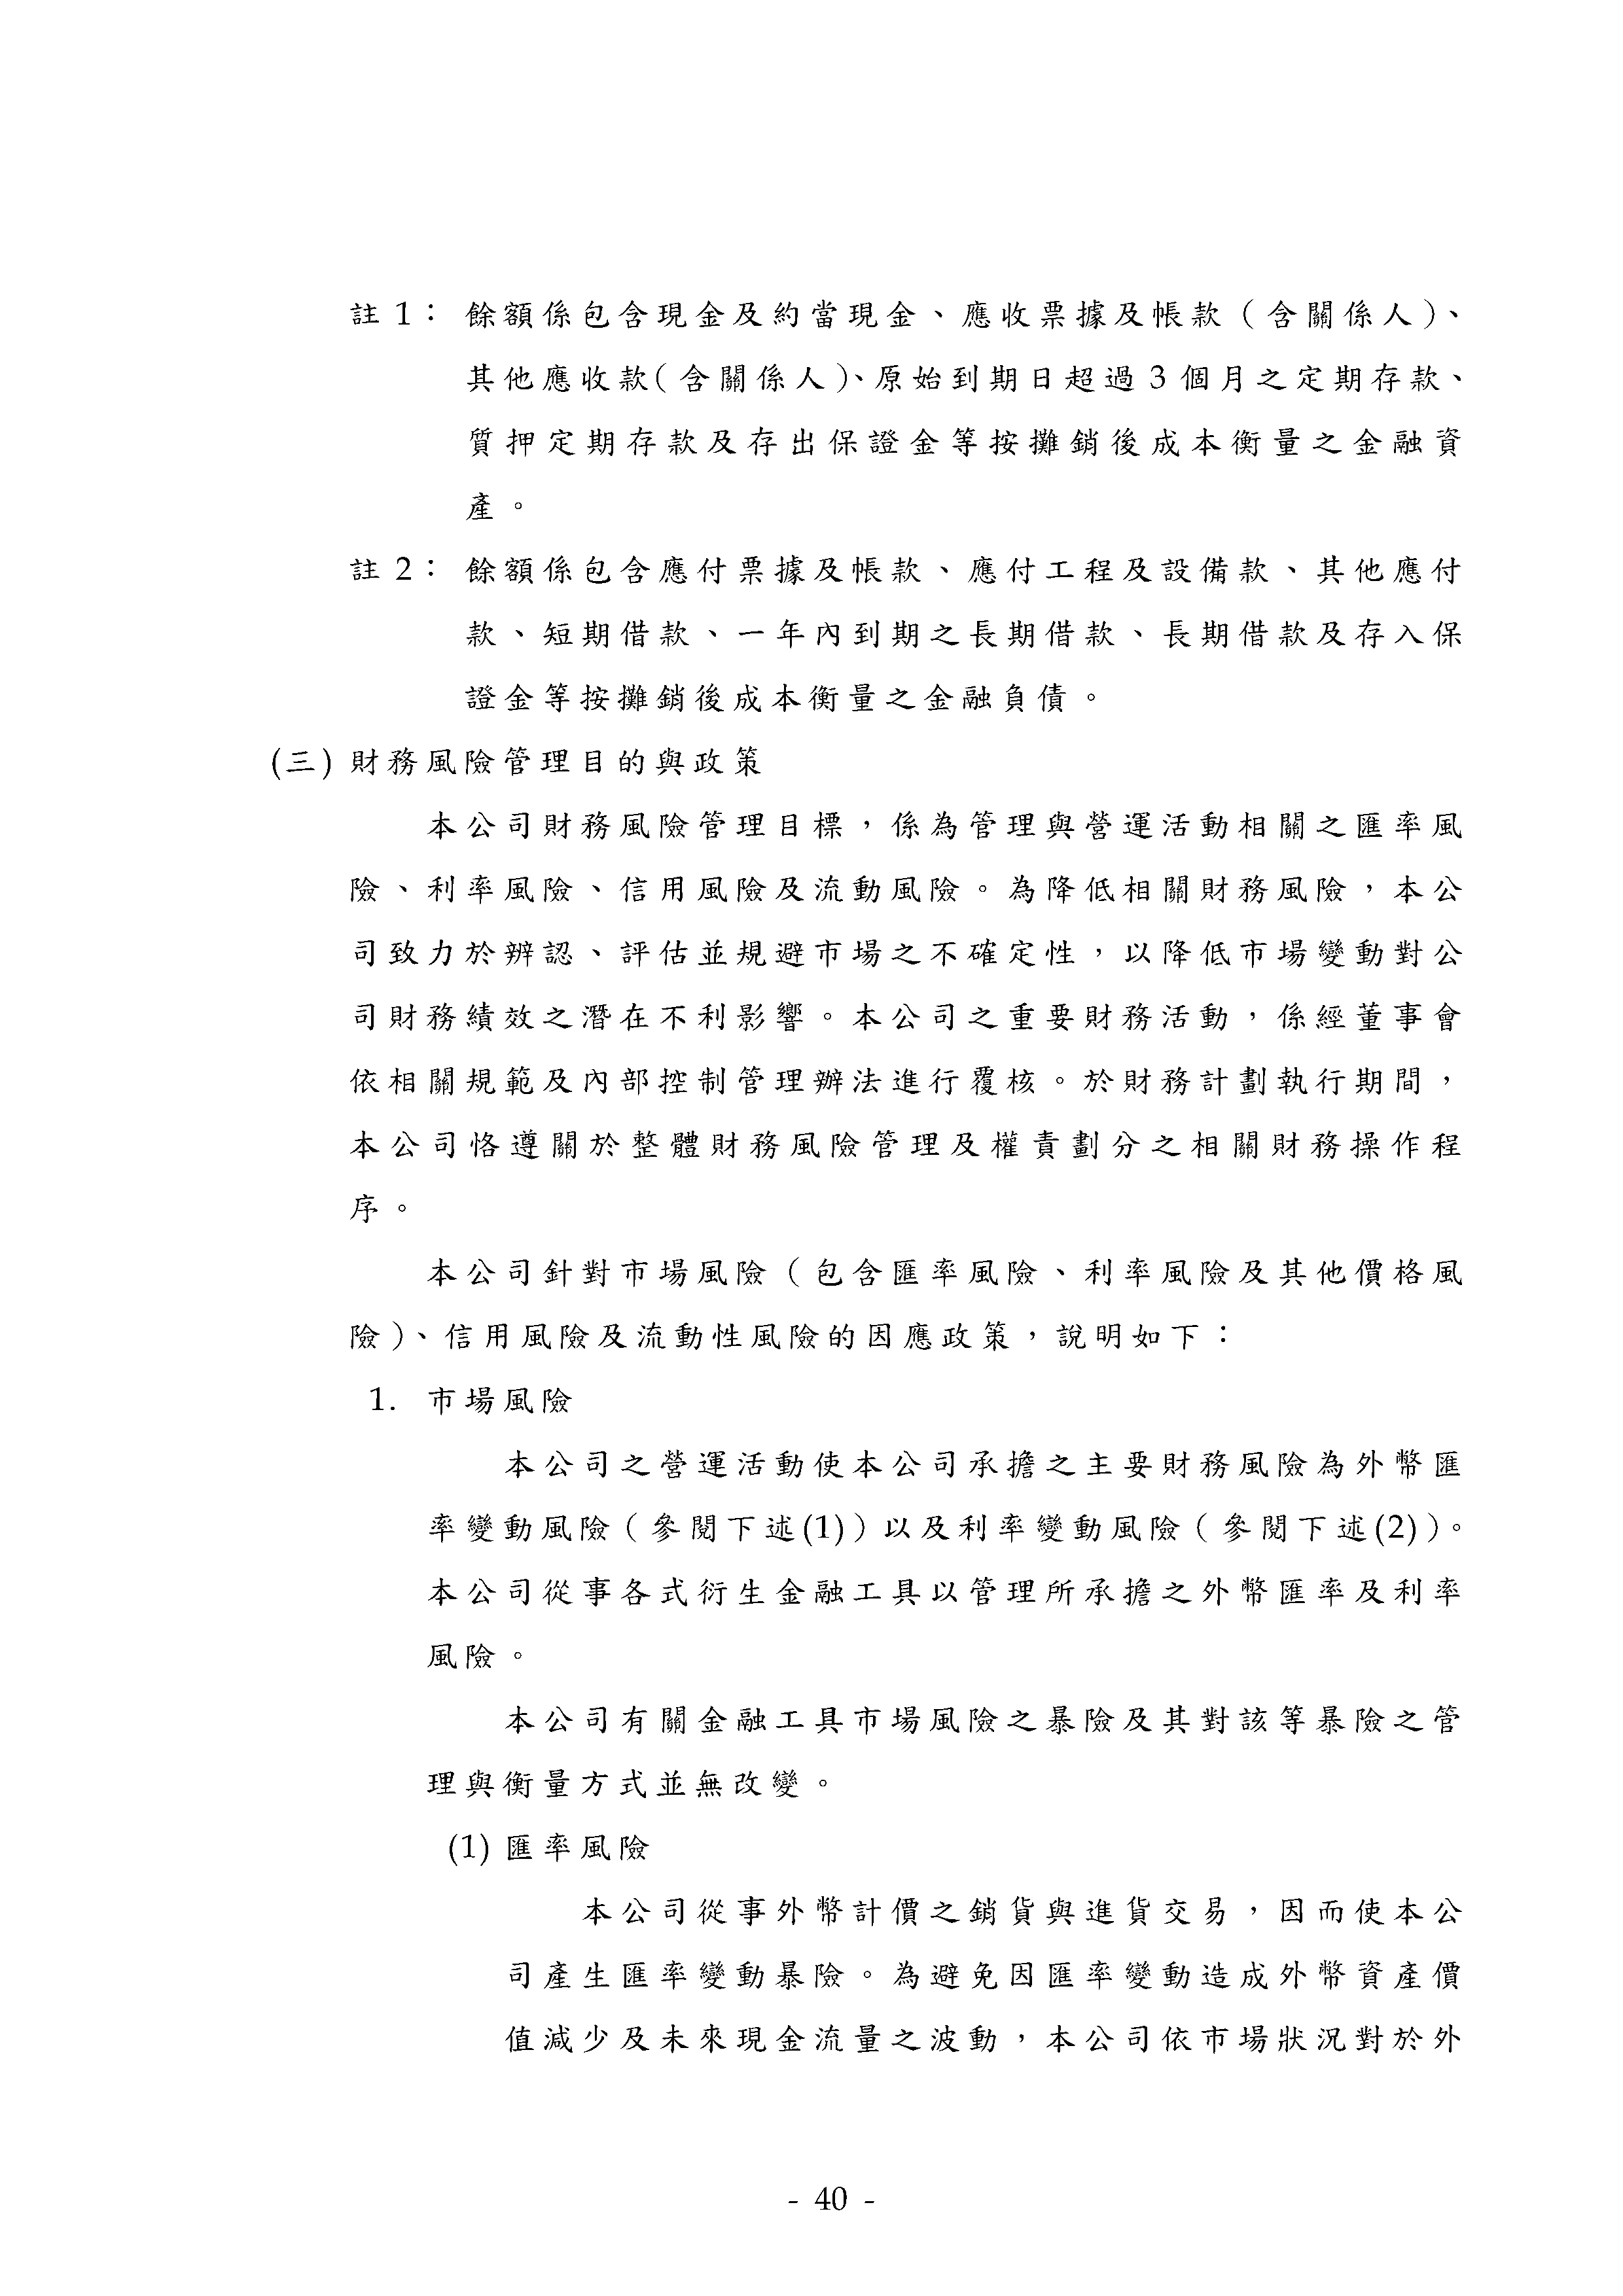 註 1： 餘額係包含現金及約當現金、應收票據及帳款（含關係人）、
其他應收款（含關係人）、原始到期日超過 3 個月之定期存款、
質押定期存款及存出保證金等按攤銷後成本衡量之金融資
產。
註 2： 餘額係包含應付票據及帳款、應付工程及設備款、其他應付
款、短期借款、一年內到期之長期借款、長期借款及存入保
證金等按攤銷後成本衡量之金融負債。
(三) 財務風險管理目的與政策
本公司財務風險管理目標，係為管理與營運活動相關之匯率風
險、利率風險、信用風險及流動風險。為降低相關財務風險，本公
司致力於辨認、評估並規避市場之不確定性，以降低市場變動對公
司財務績效之潛在不利影響。本公司之重要財務活動，係經董事會
依相關規範及內部控制管理辦法進行覆核。於財務計劃執行期間，
本公司恪遵關於整體財務風險管理及權責劃分之相關財務操作程
序。
本公司針對市場風險（包含匯率風險、利率風險及其他價格風
險）、信用風險及流動性風險的因應政策，說明如下：
1. 市場風險
本公司之營運活動使本公司承擔之主要財務風險為外幣匯
率變動風險（參閱下述(1)）以及利率變動風險（參閱下述(2)）。
本公司從事各式衍生金融工具以管理所承擔之外幣匯率及利率
風險。
本公司有關金融工具市場風險之暴險及其對該等暴險之管
理與衡量方式並無改變。
(1) 匯率風險
本公司從事外幣計價之銷貨與進貨交易，因而使本公
司產生匯率變動暴險。為避免因匯率變動造成外幣資產價
值減少及未來現金流量之波動，本公司依市場狀況對於外
- 40 -